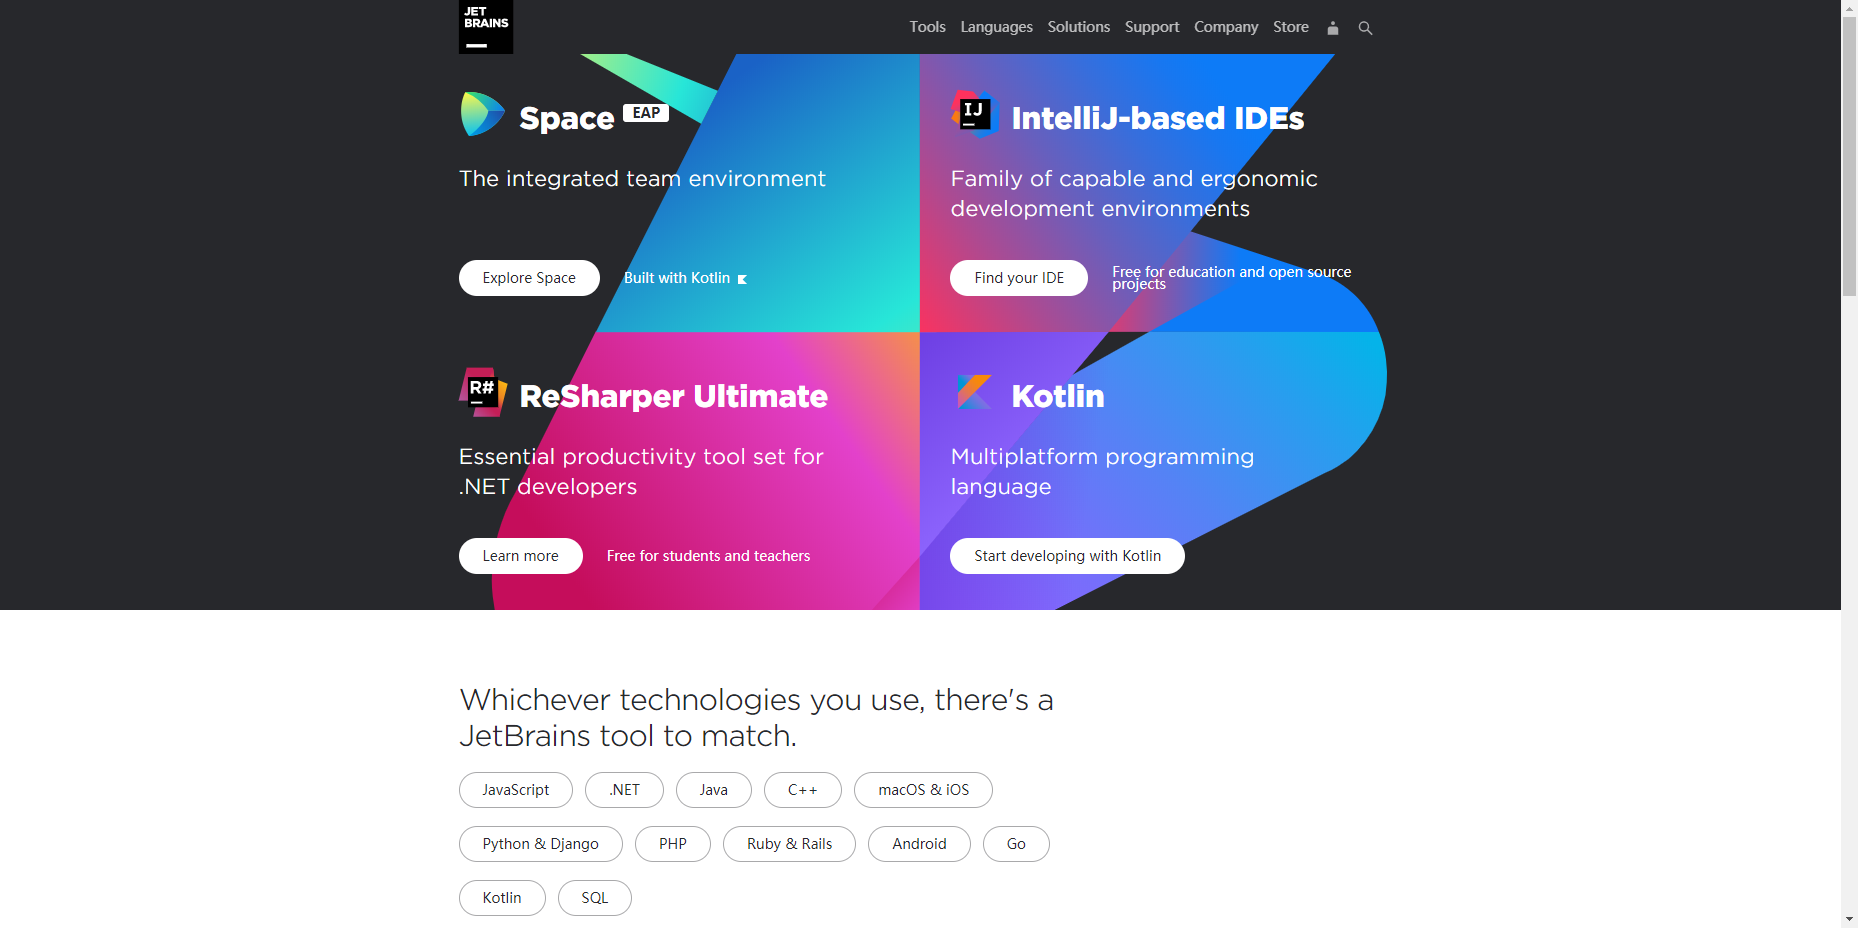 JET
BRAINS
Tools Languages Solutions Support Company Store
Space EAP
The integrated team environment
Explore Space Built with Kotlin
IJ IntelliJ-based IDEs
Family of capable and ergonomic
development environments
Find your IDE Free for education and open source
projects
R# ReSharper Ultimate
Essential productivity tool set for
.NET developers
Learn more Free for students and teachers
Kotlin
Multiplatform programming
language
Start developing with Kotlin
Whichever technologies you use, there's a
JetBrains tool to match.
JavaScript .NET Java C++ macOS & iOS
Python & Django PHP Ruby & Rails Android Go
Kotlin SQL